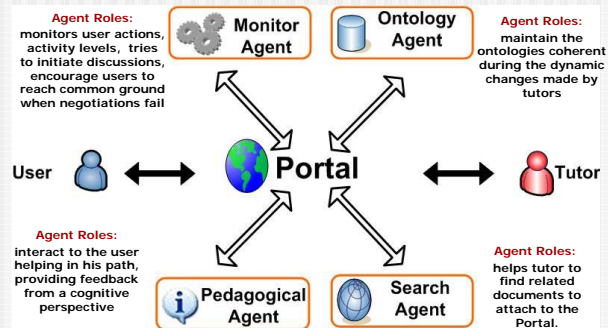 Agent Roles:
monitors user actions,
activity levels, tries
to initiate discussions,
encourage users to
reach common ground
when negotiations fail
Monitor
Agent
Ontology
Agent
Agent Roles:
maintain the
ontologies coherent
during the dynamic
changes made by
tutors
User
Portal
Tutor
Agent Roles:
interact to the user
helping in his path,
providing feedback
from a cognitive
perspective
Pedagogical
Agent
Search
Agent
Agent Roles:
helps tutor to
find related
documents to
attach to the
Portal.